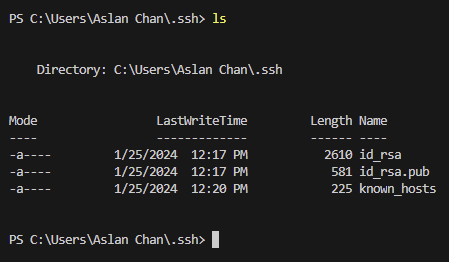 PS C:\Users\Aslan Chan\.ssh> ls
Directory: C:\Users\Aslan Chan\.ssh
Mode LastWriteTime Length Name
---- ------------- ------ ----
-a---- 1/25/2024 12:17 PM 2610 id_rsa
-a---- 1/25/2024 12:17 PM 581 id_rsa.pub
-a---- 1/25/2024 12:20 PM 225 known_hosts
PS C:\Users\Aslan Chan\.ssh>